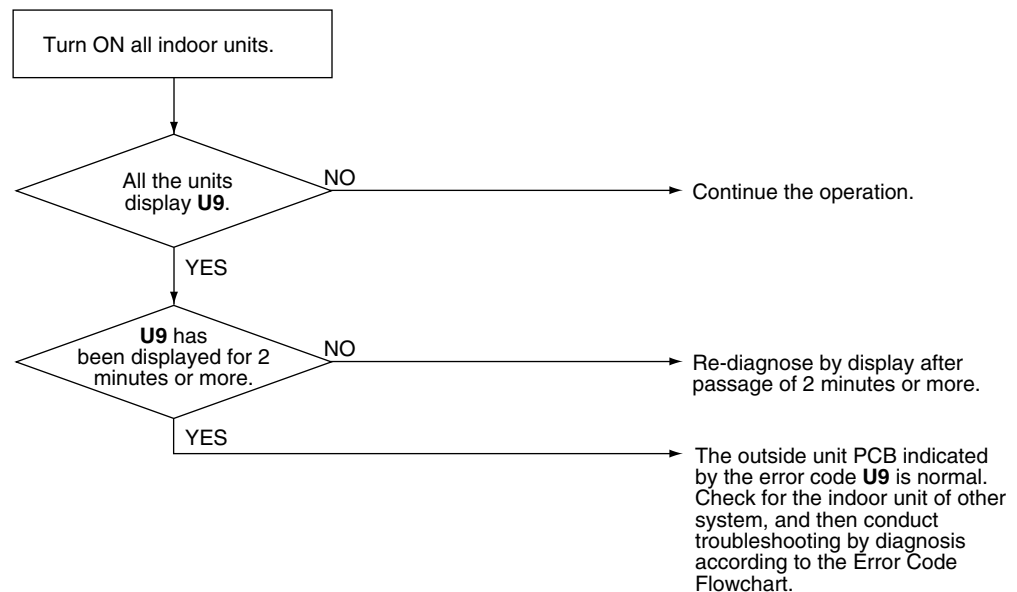 Turn ON all indoor units.
All the units
display U9.
NO
Continue the operation.
YES
U9 has
been displayed for 2
minutes or more.
NO
Re-diagnose by display after
passage of 2 minutes or more.
YES
The outside unit PCB indicated
by the error code U9 is normal.
Check for the indoor unit of other
system, and then conduct
troubleshooting by diagnosis
according to the Error Code
Flowchart.